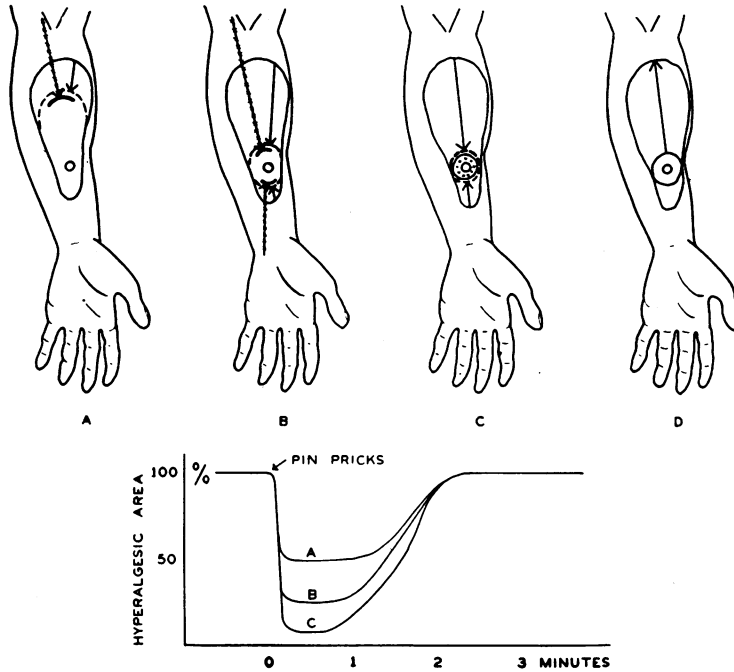 A B C D
% PIN PRICKS
100
HYPERALGESIC AREA
A
50
B
C
0 1 2 3 MINUTES